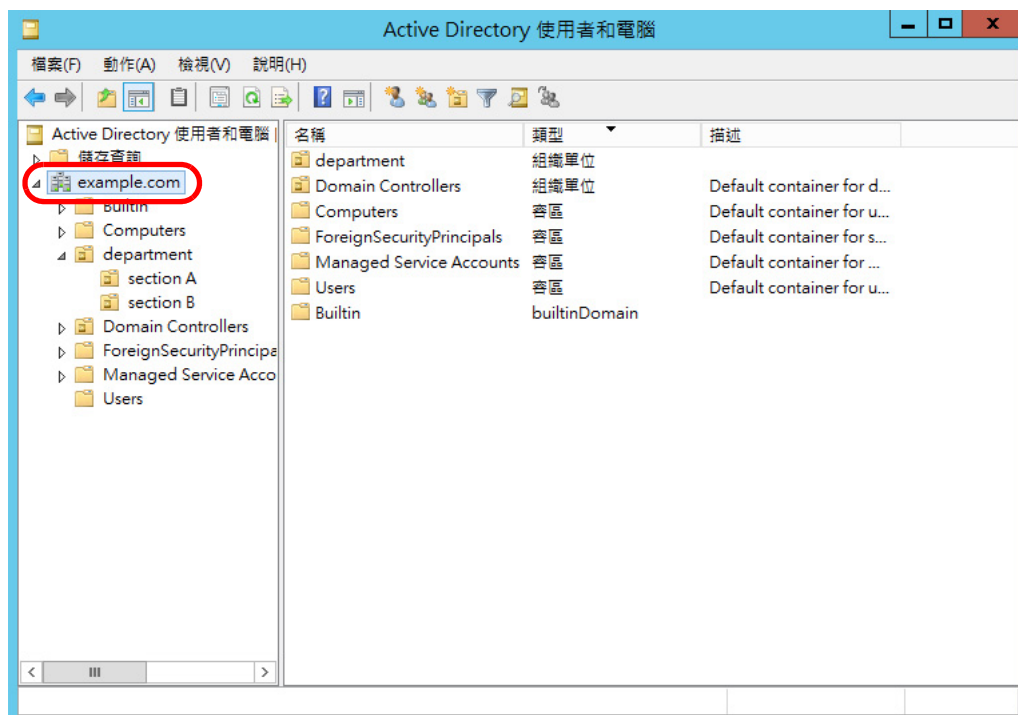 Active Directory 使用者和電腦
檔案(F) 動作(A) 檢視(V) 說明(H)
Active Directory 使用者和電腦
儲存查詢
example.com
Builtin
Computers
department
section A
section B
Domain Controllers
ForeignSecurityPrincipa
Managed Service Acco
Users
名稱 類型 描述
department 組織單位
Domain Controllers 組織單位 Default container for d...
Computers 容區 Default container for u...
ForeignSecurityPrincipals 容區 Default container for s...
Managed Service Accounts 容區 Default container for ...
Users 容區 Default container for u...
Builtin builtinDomain